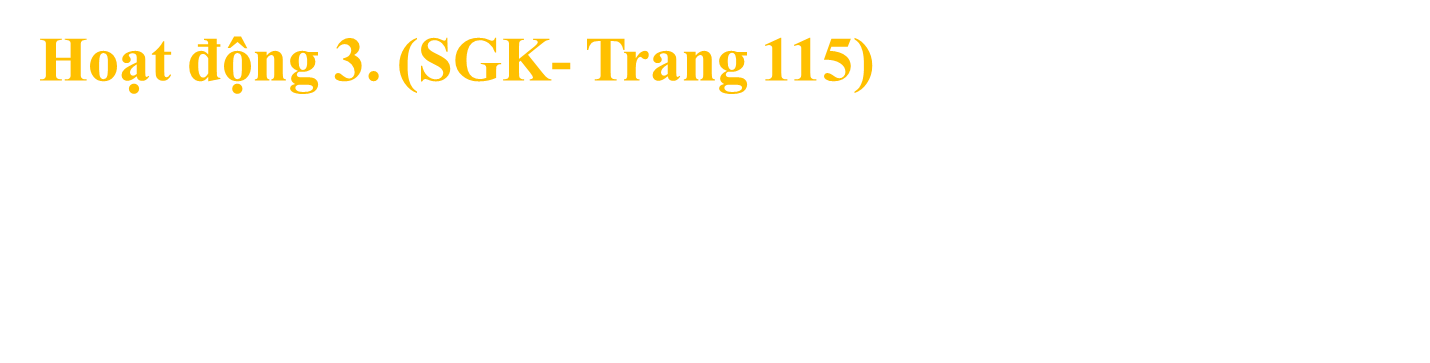 Hoạt động 3. (SGK- Trang 115)